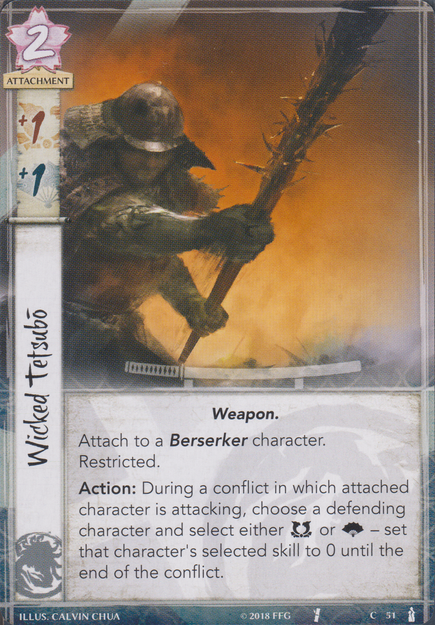 2
ATTACHMENT
+1
+1
Wicked Tetsubō
Weapon.
Attach to a Berserker character.
Restricted.
Action: During a conflict in which attached
character is attacking, choose a defending
character and select either or – set
that character's selected skill to 0 until the
end of the conflict.
ILLUS. CALVIN CHUA © 2018 FFG C 51